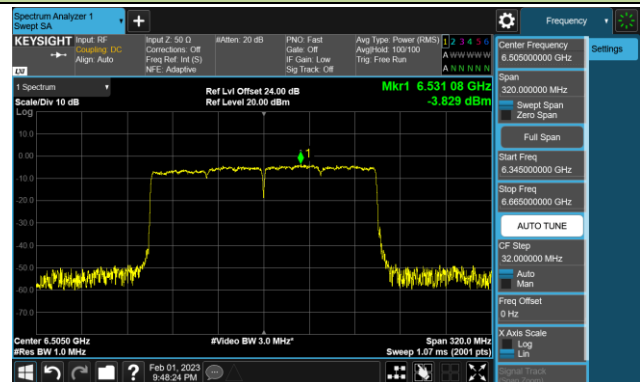 Spectrum Analyzer 1
Swept SA
Frequency
KEYSIGHT
Input: RF
Coupling: DC
Align: Auto
Input Z: 50 Ω
Corrections: Off
Freq Ref: Int (S)
NFE: Adaptive
#Atten: 20 dB
PNO: Fast
Gate: Off
IF Gain: Low
Sig Track: Off
Avg Type: Power (RMS)
Avg|Hold: 100/100
Trig: Free Run
1 2 3 4 5 6
A W W W W W
A N N N N N
LXI
1 Spectrum
Scale/Div 10 dB
Ref Lvl Offset 24.00 dB
Ref Level 20.00 dBm
Mkr1 6.531 08 GHz
-3.829 dBm
Log
10.0
0.00
-10.0
-20.0
-30.0
-40.0
-50.0
-60.0
-70.0
1
Center 6.5050 GHz
#Res BW 1.0 MHz
#Video BW 3.0 MHz*
Span 320.0 MHz
Sweep 1.07 ms (2001 pts)
Center Frequency
6.505000000 GHz
Settings
Span
320.000000 MHz
Swept Span
Zero Span
Full Span
Start Freq
6.345000000 GHz
Stop Freq
6.665000000 GHz
AUTO TUNE
CF Step
32.000000 MHz
Auto
Man
Freq Offset
0 Hz
X Axis Scale
Log
Lin
Signal Track
(Span Zoom)
Feb 01, 2023
9:48:24 PM